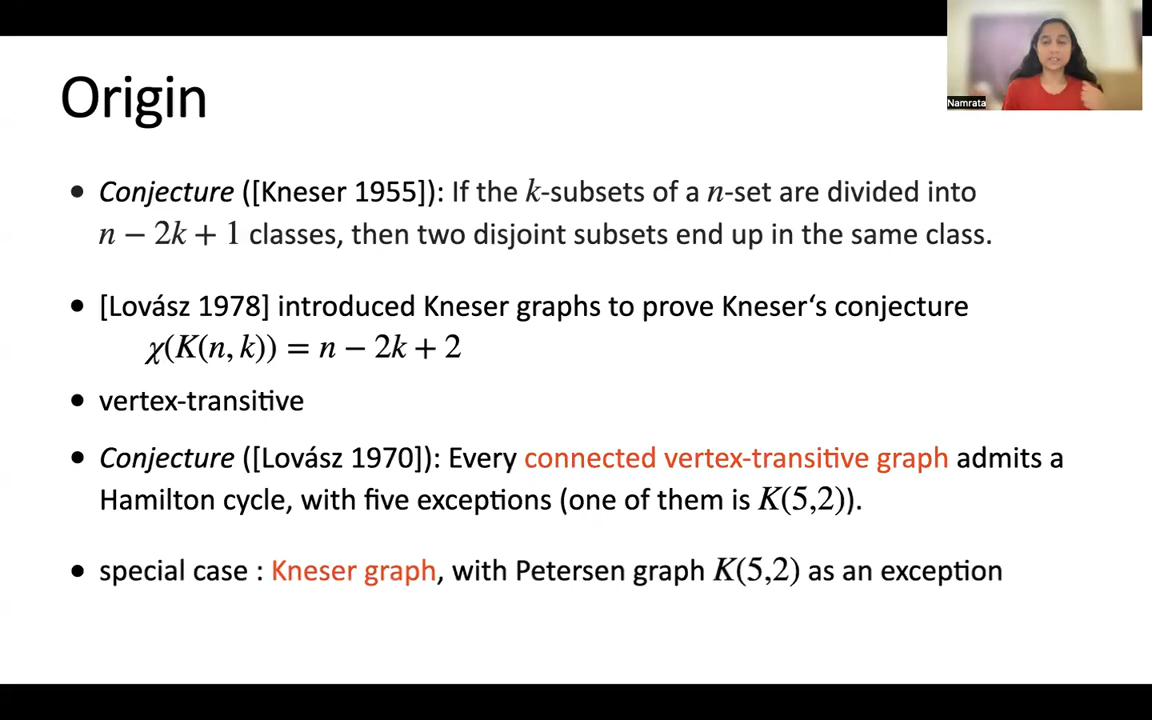 Origin
Namrata
• Conjecture ([Kneser 1955]): If the k-subsets of a n-set are divided into
n − 2k + 1 classes, then two disjoint subsets end up in the same class.
• [Lovász 1978] introduced Kneser graphs to prove Kneser‘s conjecture
χ(K(n, k)) = n − 2k + 2
• vertex-transitive
• Conjecture ([Lovász 1970]): Every connected vertex-transitive graph admits a
Hamilton cycle, with five exceptions (one of them is K(5,2)).
• special case : Kneser graph, with Petersen graph K(5,2) as an exception